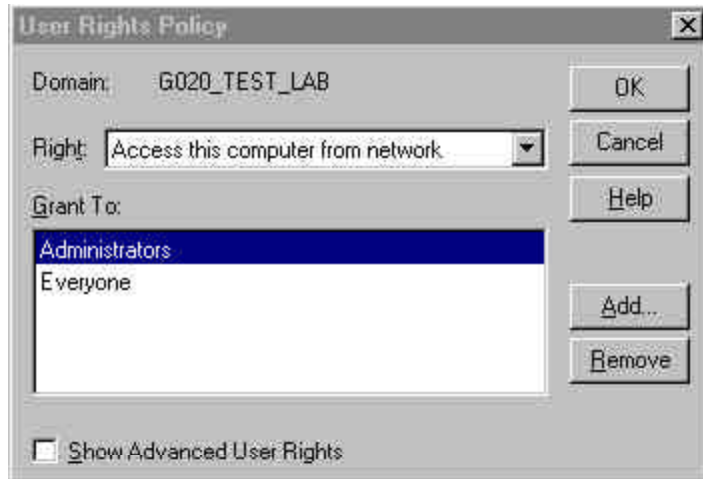 User Rights Policy
Domain: G020_TEST_LAB
OK
Right: Access this computer from network
Cancel
Grant To:
Help
Administrators
Everyone
Add...
Remove
Show Advanced User Rights